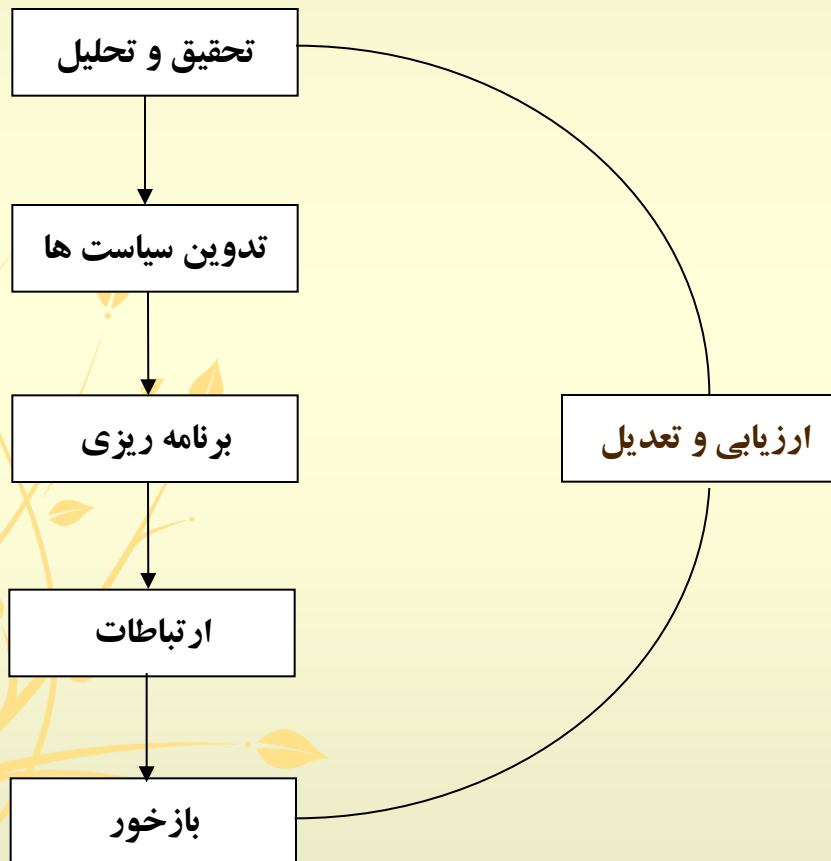 تحقیق و تحلیل
تدوین سیاست ها
برنامه ریزی
ارزیابی و تعدیل
ارتباطات
بازخور